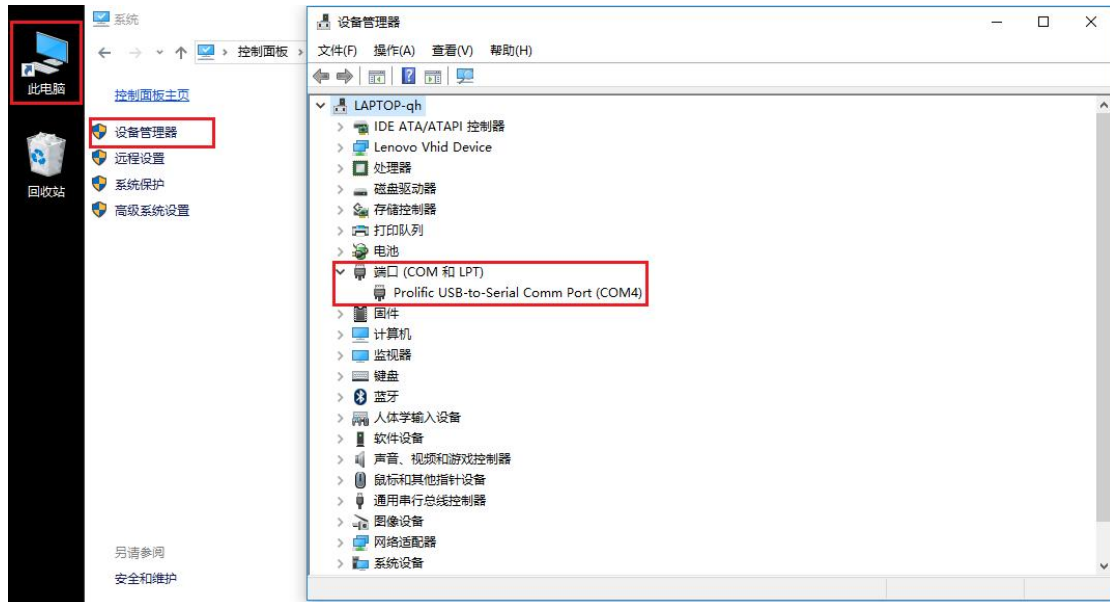 此电脑
回收站
系统
控制面板
控制面板主页
设备管理器
远程设置
系统保护
高级系统设置
另请参阅
安全和维护
设备管理器
文件(F) 操作(A) 查看(V) 帮助(H)
LAPTOP-qh
IDE ATA/ATAPI 控制器
Lenovo Vhid Device
处理器
磁盘驱动器
存储控制器
打印队列
电池
端口 (COM 和 LPT)
Prolific USB-to-Serial Comm Port (COM4)
固件
计算机
监视器
键盘
蓝牙
人体学输入设备
软件设备
声音、视频和游戏控制器
鼠标和其他指针设备
通用串行总线控制器
图像设备
网络适配器
系统设备